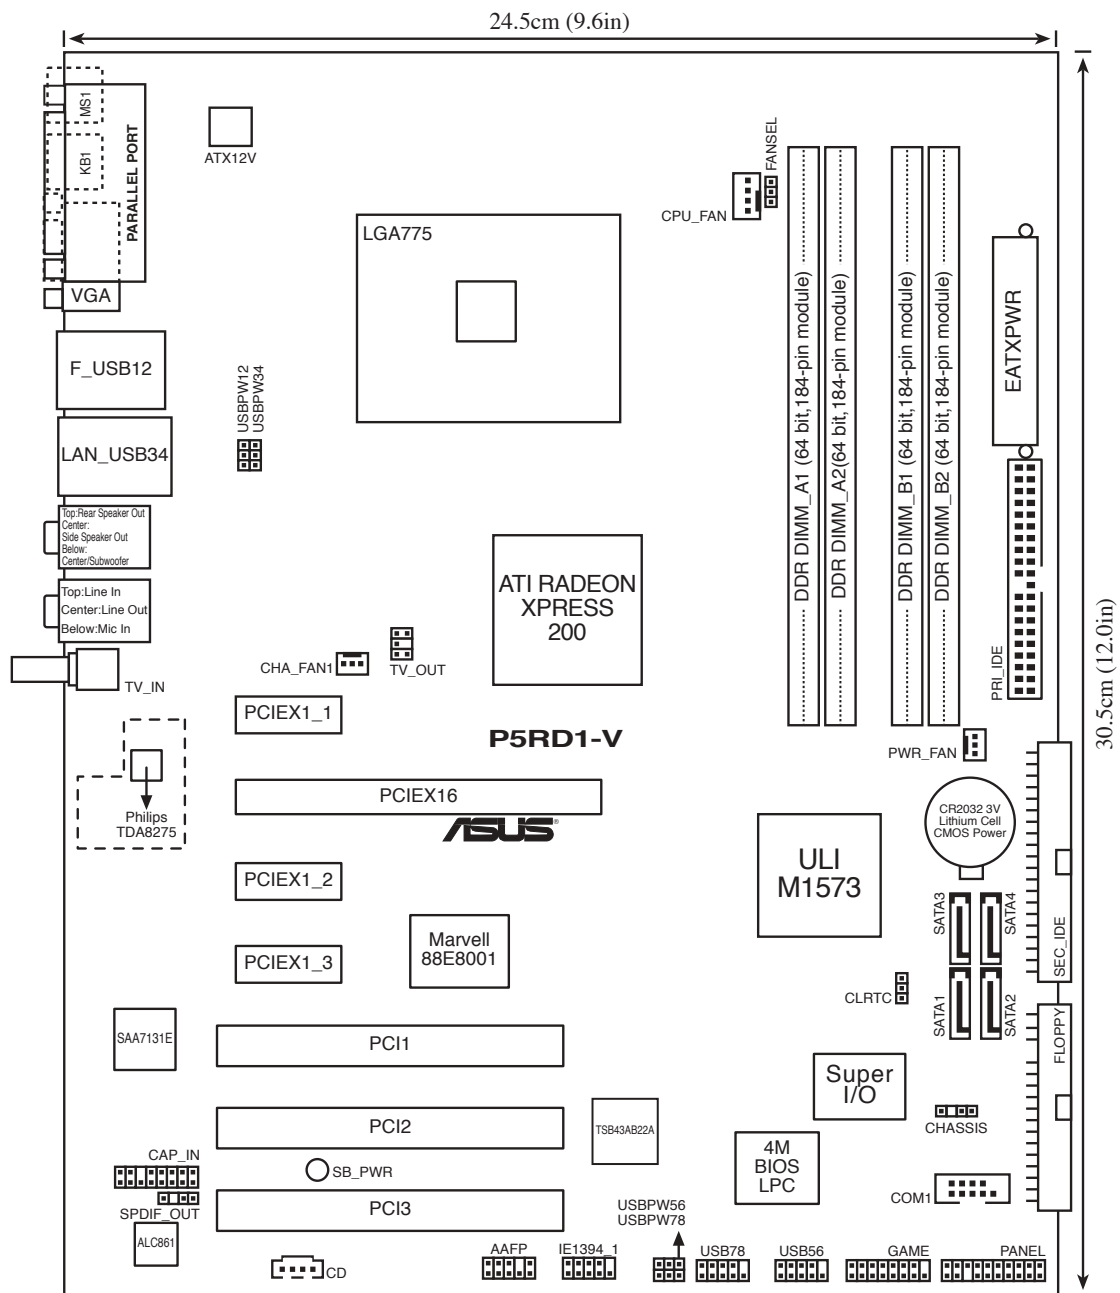 24.5cm (9.6in)
MS1
KB1
PARALLEL PORT
VGA
ATX12V
LGA775
CPU_FAN
FANSEL
DDR DIMM_A1 (64 bit,184-pin module)
DDR DIMM_A2(64 bit,184-pin module)
DDR DIMM_B1 (64 bit,184-pin module)
DDR DIMM_B2 (64 bit,184-pin module)
EATXPWR
30.5cm (12.0in)
F_USB12
USBPW12
USBPW34
LAN_USB34
Top:Rear Speaker Out
Center:
Side Speaker Out
Below:
Center/Subwoofer
Top:Line In
Center:Line Out
Below:Mic In
TV_IN
CHA_FAN1
TV_OUT
ATI RADEON
XPRESS
200
PRI_IDE
PCIEX1_1
P5RD1-V
PWR_FAN
Philips
TDA8275
PCIEX16
ASUS®
CR2032 3V
Lithium Cell
CMOS Power
ULI
M1573
PCIEX1_2
SATA3
SATA4
SEC_IDE
Marvell
88E8001
PCIEX1_3
CLRTC
SATA1
SATA2
FLOPPY
SAA7131E
PCI1
Super
I/O
PCI2
TSB43AB22A
CHASSIS
4M
BIOS
LPC
CAP_IN
SB_PWR
COM1
SPDIF_OUT
PCI3
USBPW56
USBPW78
ALC861
CD
AAFP
IE1394_1
USB78
USB56
GAME
PANEL